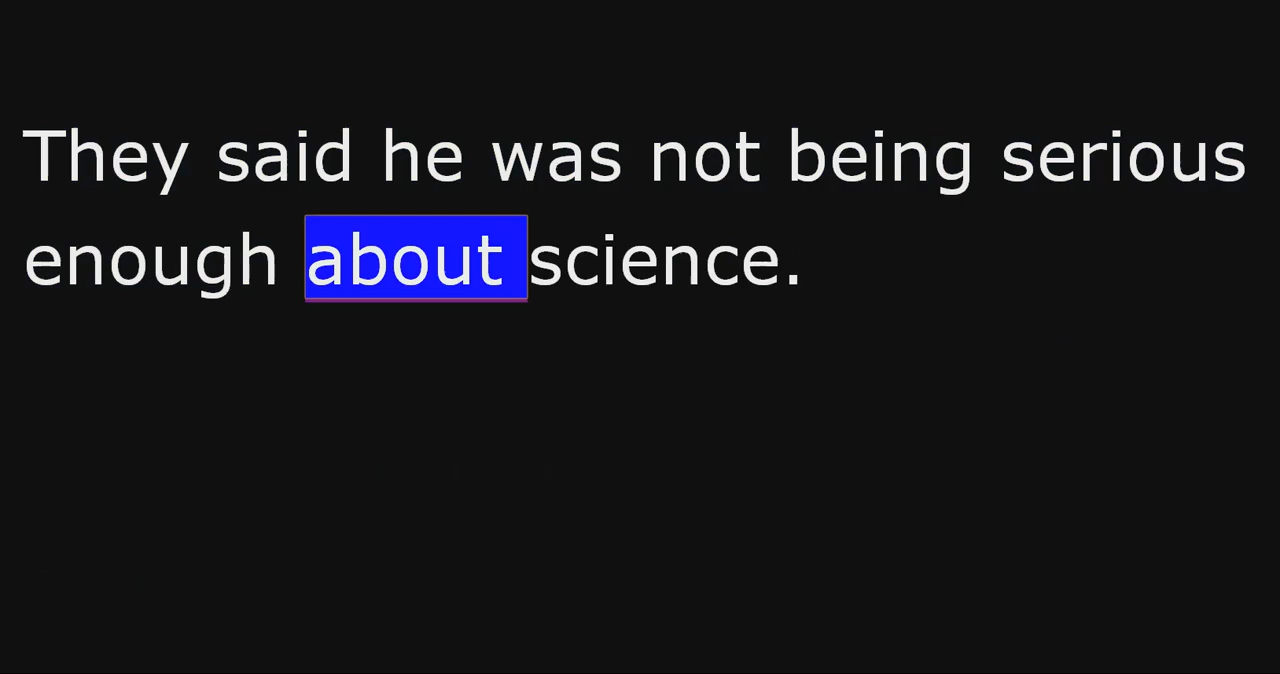 They said he was not being serious
enough about science.